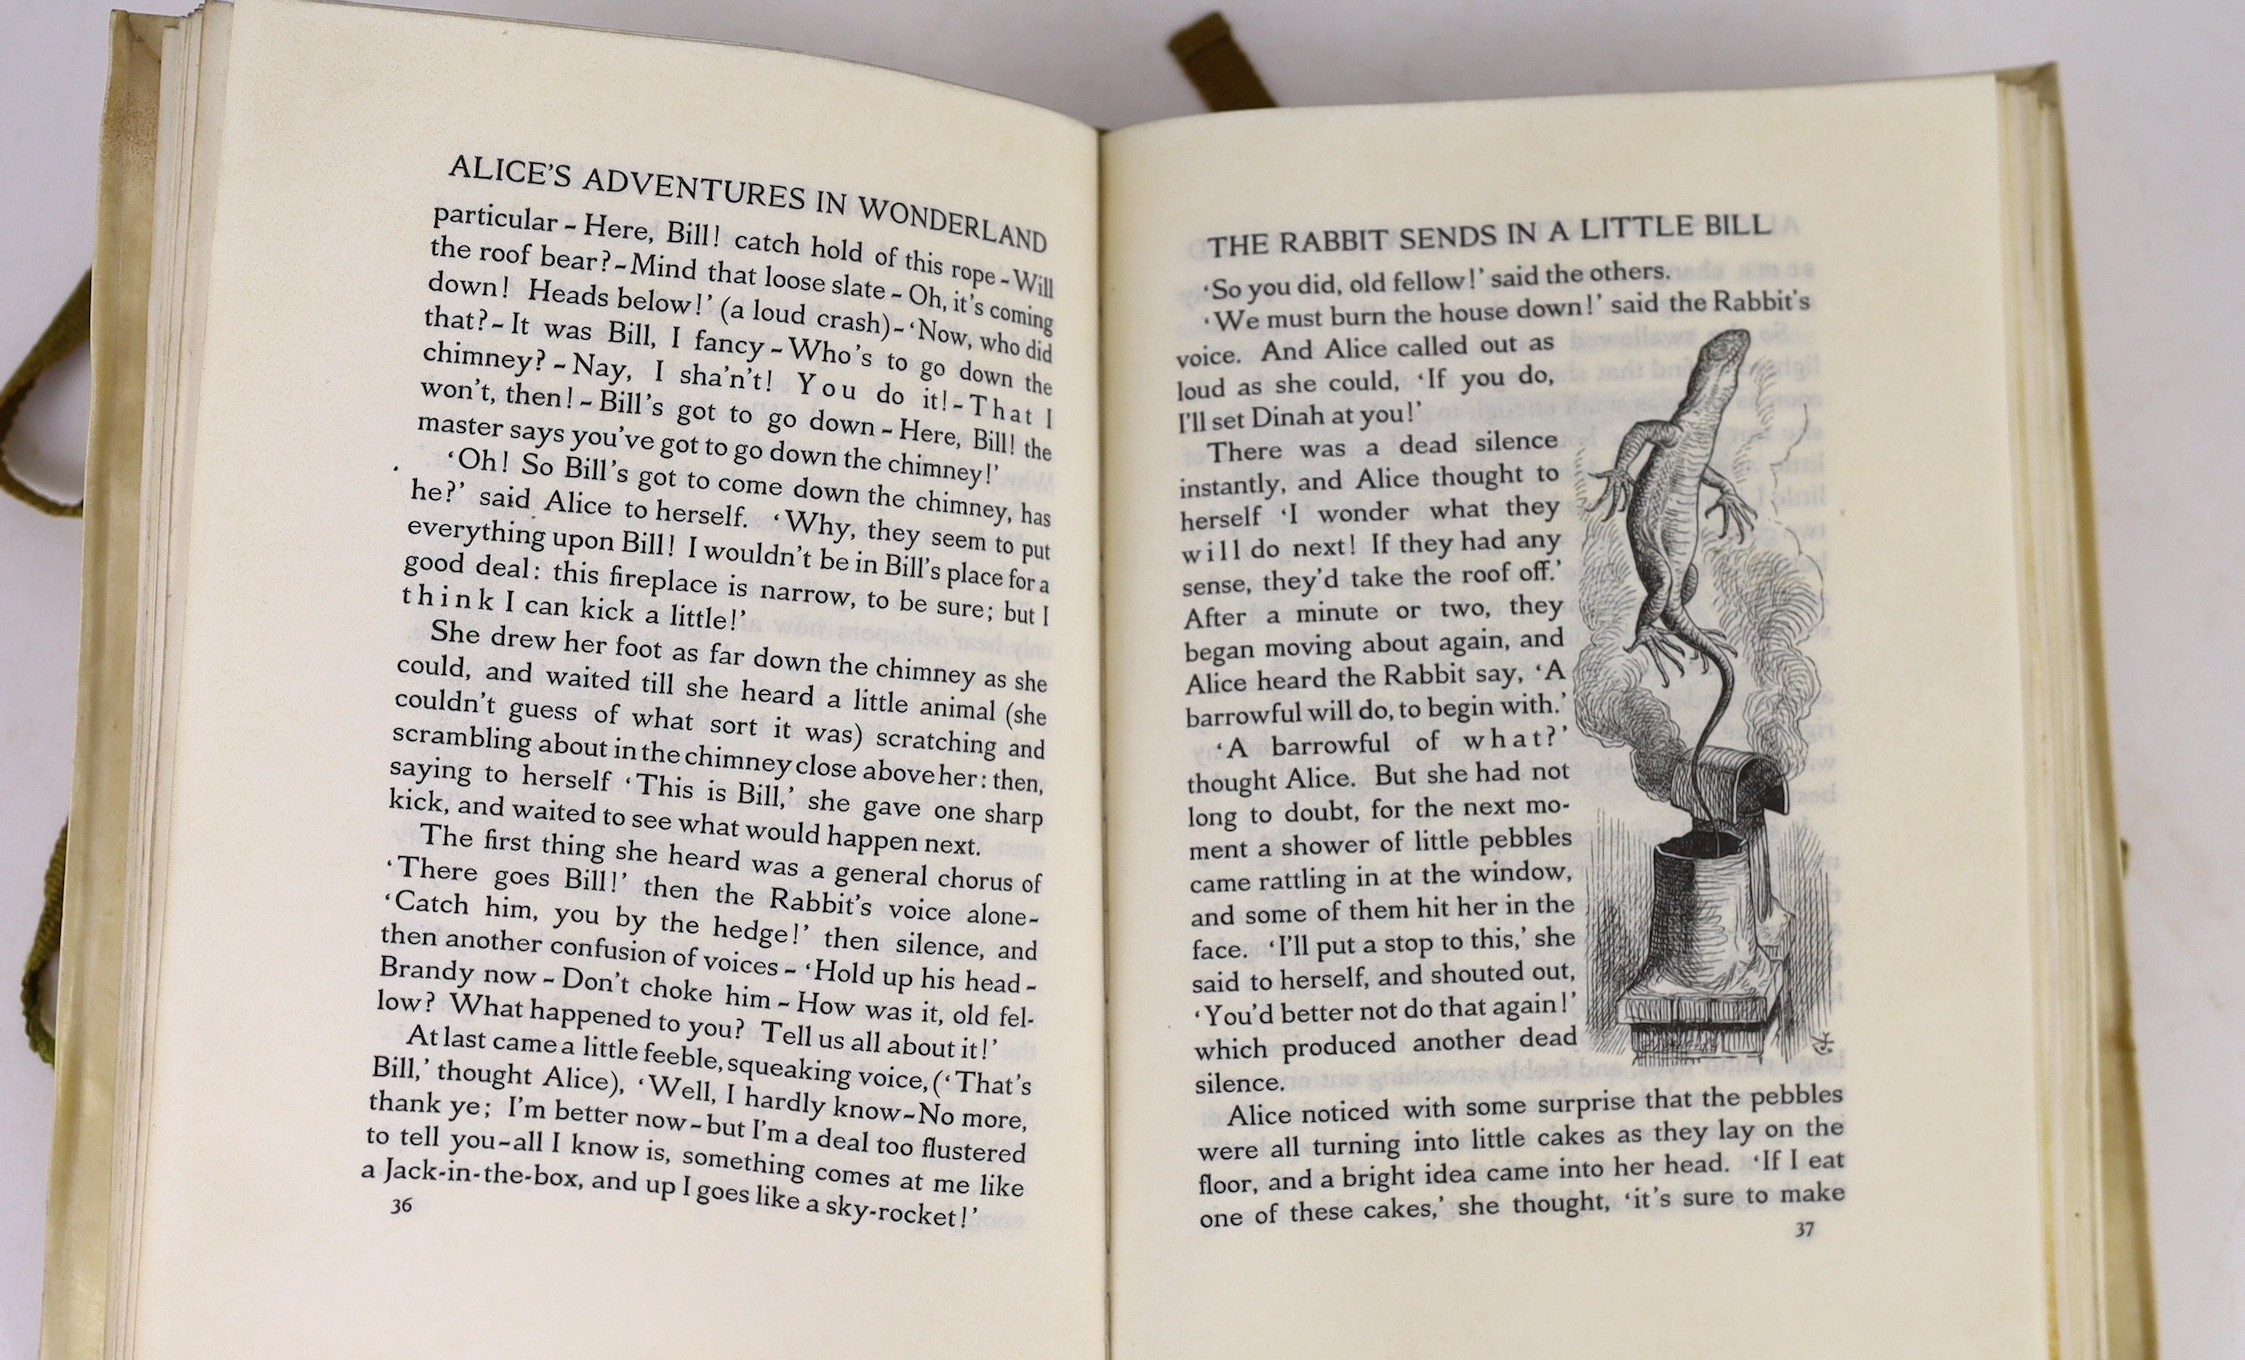 ALICE'S ADVENTURES IN WONDERLAND
particular – Here, Bill! catch hold of this rope – Will
the roof bear? – Mind that loose slate – Oh, it's coming
down! Heads below!' (a loud crash) – 'Now, who did
that? – It was Bill, I fancy – Who's to go down the
chimney? – Nay, I sha'n't! You do it! – That I
won't, then! – Bill's got to go down – Here, Bill! the
master says you've got to go down the chimney!'
'Oh! So Bill's got to come down the chimney, has
he?' said Alice to herself. 'Why, they seem to put
everything upon Bill! I wouldn't be in Bill's place for a
good deal: this fireplace is narrow, to be sure; but I
think I can kick a little!'
She drew her foot as far down the chimney as she
could, and waited till she heard a little animal (she
couldn't guess of what sort it was) scratching and
scrambling about in the chimney close above her: then,
saying to herself 'This is Bill,' she gave one sharp
kick, and waited to see what would happen next.
The first thing she heard was a general chorus of
'There goes Bill!' then the Rabbit's voice alone –
'Catch him, you by the hedge!' then silence, and
then another confusion of voices – 'Hold up his head –
Brandy now – Don't choke him – How was it, old fel-
low? What happened to you? Tell us all about it!'
At last came a little feeble, squeaking voice, ('That's
Bill,' thought Alice), 'Well, I hardly know – No more,
thank ye; I'm better now – but I'm a deal too flustered
to tell you – all I know is, something comes at me like
a Jack-in-the-box, and up I goes like a sky-rocket!'
36
THE RABBIT SENDS IN A LITTLE BILL
'So you did, old fellow!' said the others.
'We must burn the house down!' said the Rabbit's
voice. And Alice called out as
loud as she could, 'If you do,
I'll set Dinah at you!'
There was a dead silence
instantly, and Alice thought to
herself 'I wonder what they
will do next! If they had any
sense, they'd take the roof off.'
After a minute or two, they
began moving about again, and
Alice heard the Rabbit say, 'A
barrowful will do, to begin with.'
'A barrowful of what?'
thought Alice. But she had not
long to doubt, for the next mo-
ment a shower of little pebbles
came rattling in at the window,
and some of them hit her in the
face. 'I'll put a stop to this,' she
said to herself, and shouted out,
'You'd better not do that again!'
which produced another dead
silence.
Alice noticed with some surprise that the pebbles
were all turning into little cakes as they lay on the
floor, and a bright idea came into her head. 'If I eat
one of these cakes,' she thought, 'it's sure to make
37